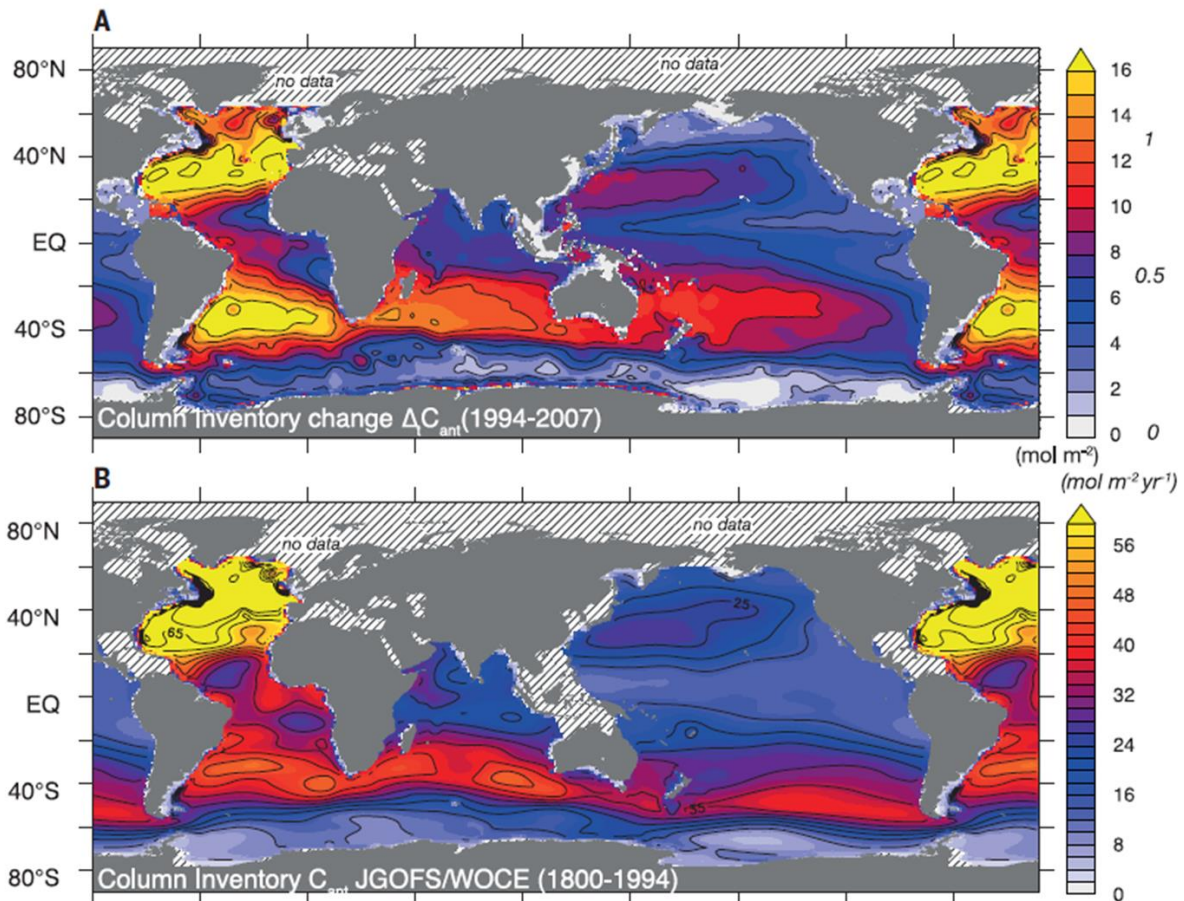 A
80°N
40°N
EQ
40°S
80°S
no data
no data
Column Inventory change ΔₜC_ant(1994-2007)
16
14
12
10
8
6
4
2
0
1
0.5
0
(mol m⁻²)
(mol m⁻² yr⁻¹)
B
80°N
40°N
EQ
40°S
80°S
no data
no data
65
25
35
Column Inventory C_ant JGOFS/WOCE (1800-1994)
56
48
40
32
24
16
8
0